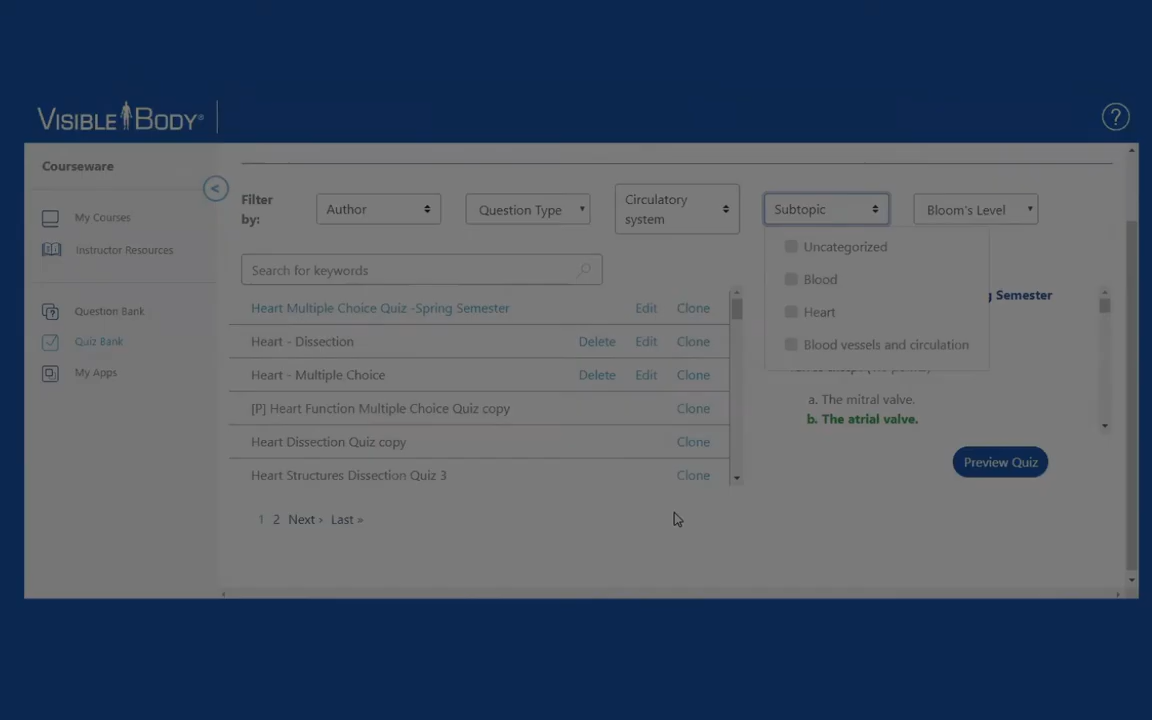 VISIBLE BODY®
?
Courseware
<
My Courses
Instructor Resources
Question Bank
Quiz Bank
My Apps
Filter by:
Author
Question Type
Circulatory system
Subtopic
Bloom's Level
Uncategorized
Blood
Heart
Blood vessels and circulation
Search for keywords
Heart Multiple Choice Quiz -Spring Semester Edit Clone
Heart - Dissection Delete Edit Clone
Heart - Multiple Choice Delete Edit Clone
[P] Heart Function Multiple Choice Quiz copy Clone
Heart Dissection Quiz copy Clone
Heart Structures Dissection Quiz 3 Clone
1 2 Next › Last »
Semester
a. The mitral valve.
b. The atrial valve.
Preview Quiz